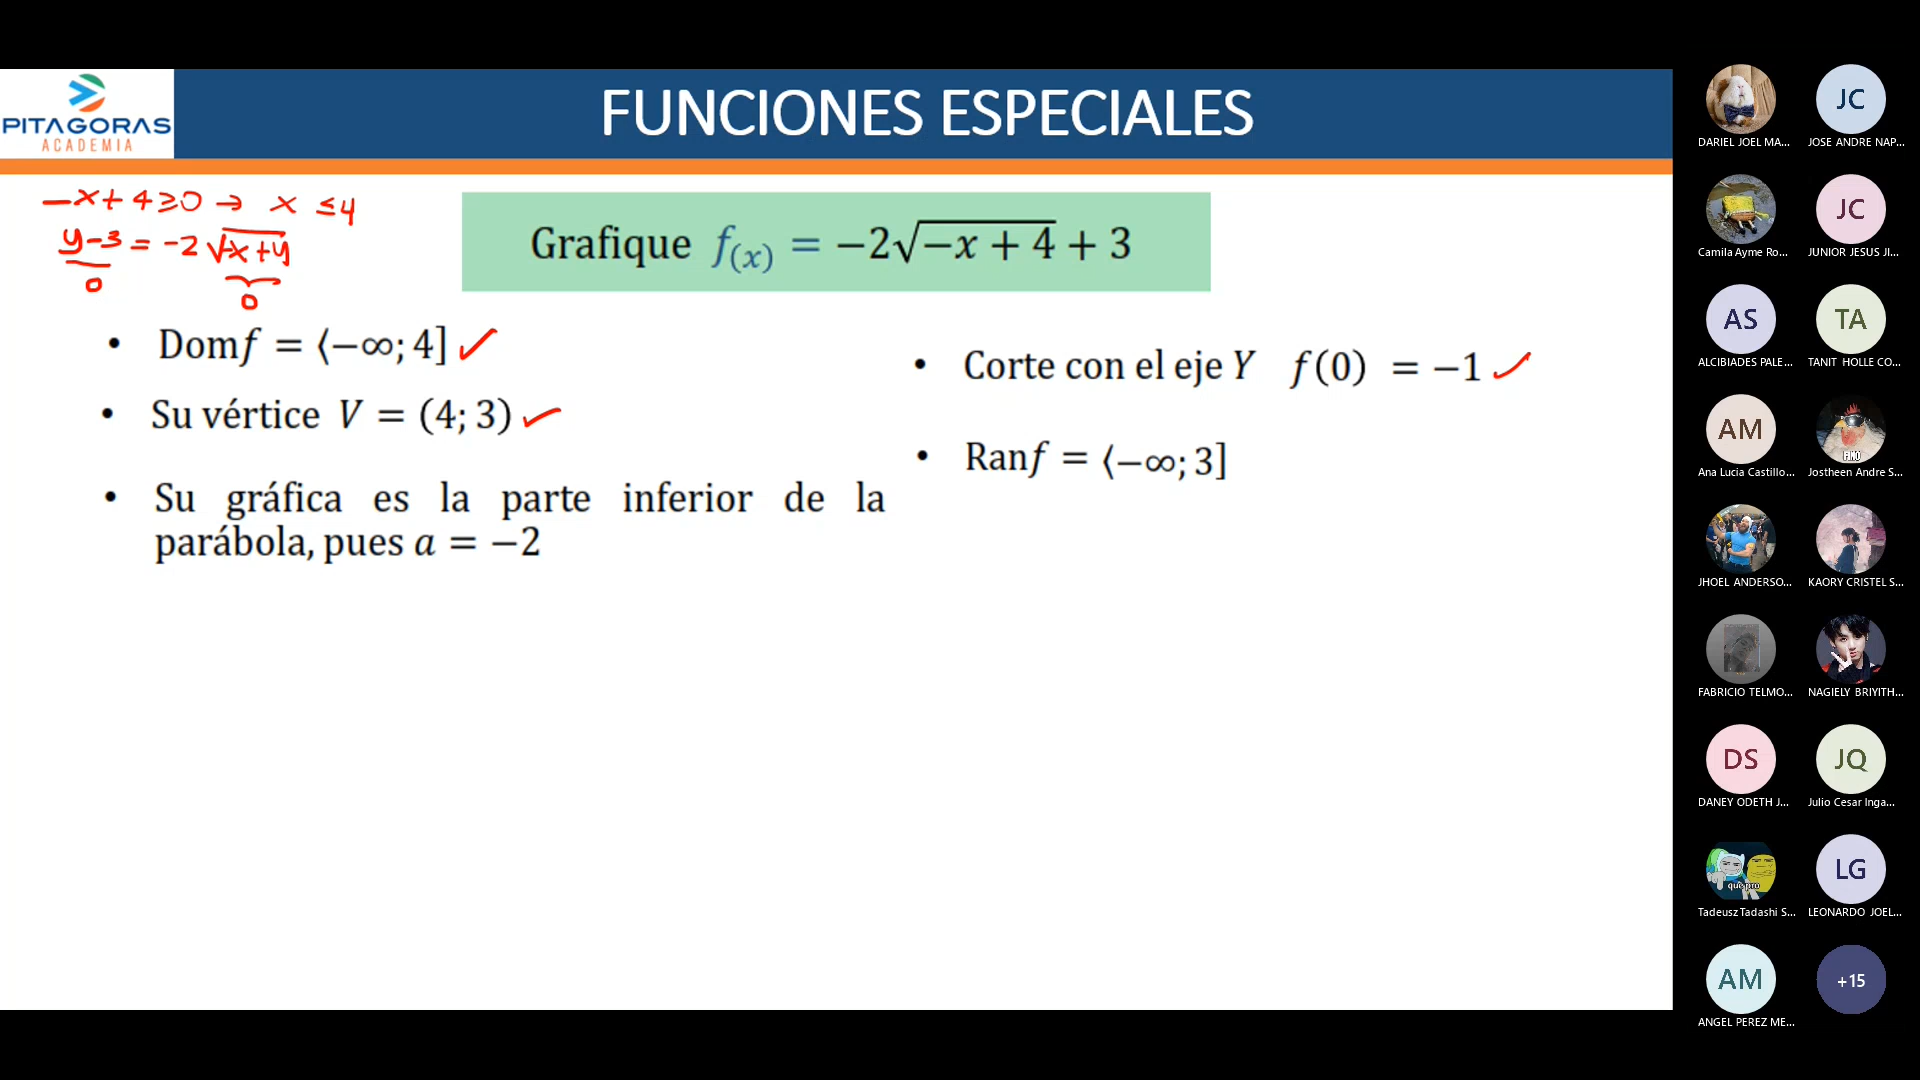 FUNCIONES ESPECIALES
PITAGORAS
ACADEMIA
−x+4≥0 → x ≤4
y−3 = −2√−x+4
0
0
Grafique f(x) = −2√−x + 4 + 3
• Domf = ⟨−∞; 4] ✓
• Su vértice V = (4; 3) ✓
• Su gráfica es la parte inferior de la
parábola, pues a = −2
• Corte con el eje Y f(0) = −1 ✓
• Ranf = ⟨−∞; 3]
DARIEL JOEL MA...
JC
JOSE ANDRE NAP...
Camila Ayme Ro...
JC
JUNIOR JESUS JI...
AS
ALCIBIADES PALE...
TA
TANIT HOLLE CO...
AM
Ana Lucia Castillo...
FINO
Jostheen Andre S...
JHOEL ANDERSO...
KAORY CRISTEL S...
FABRICIO TELMO...
NAGIELY BRIYITH...
DS
DANEY ODETH J...
JQ
Julio Cesar Inga...
que pro
Tadeusz Tadashi S...
LG
LEONARDO JOEL...
AM
ANGEL PEREZ ME...
+15